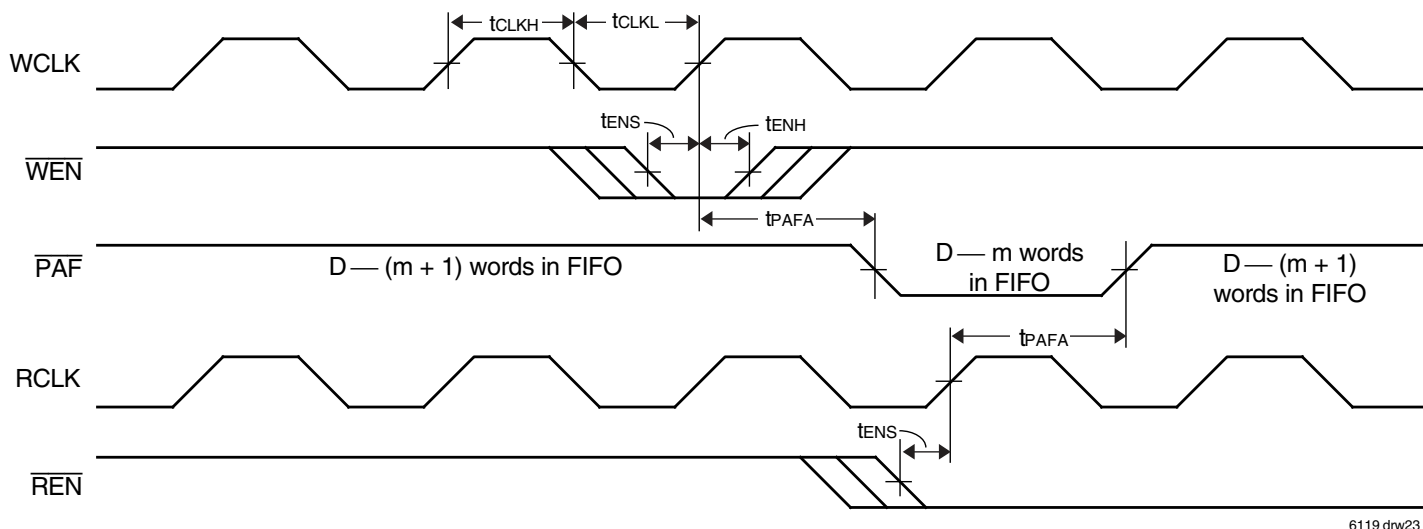 tCLKH
tCLKL
WCLK
tENS
tENH
WEN
tPAFA
PAF
D — (m + 1) words in FIFO
D — m words
in FIFO
D — (m + 1)
words in FIFO
tPAFA
RCLK
tENS
REN
6119 drw23